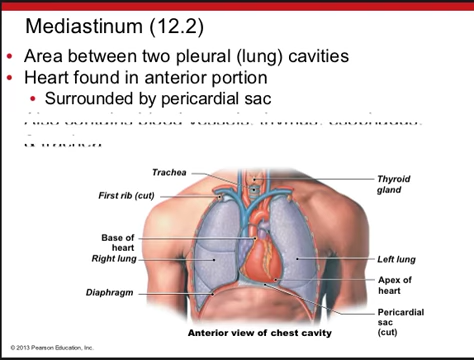 Mediastinum (12.2)
• Area between two pleural (lung) cavities
• Heart found in anterior portion
• Surrounded by pericardial sac
Trachea
Thyroid
gland
First rib (cut)
Base of
heart
Right lung
Left lung
Diaphragm
Apex of
heart
Pericardial
sac
(cut)
Anterior view of chest cavity
© 2013 Pearson Education, Inc.